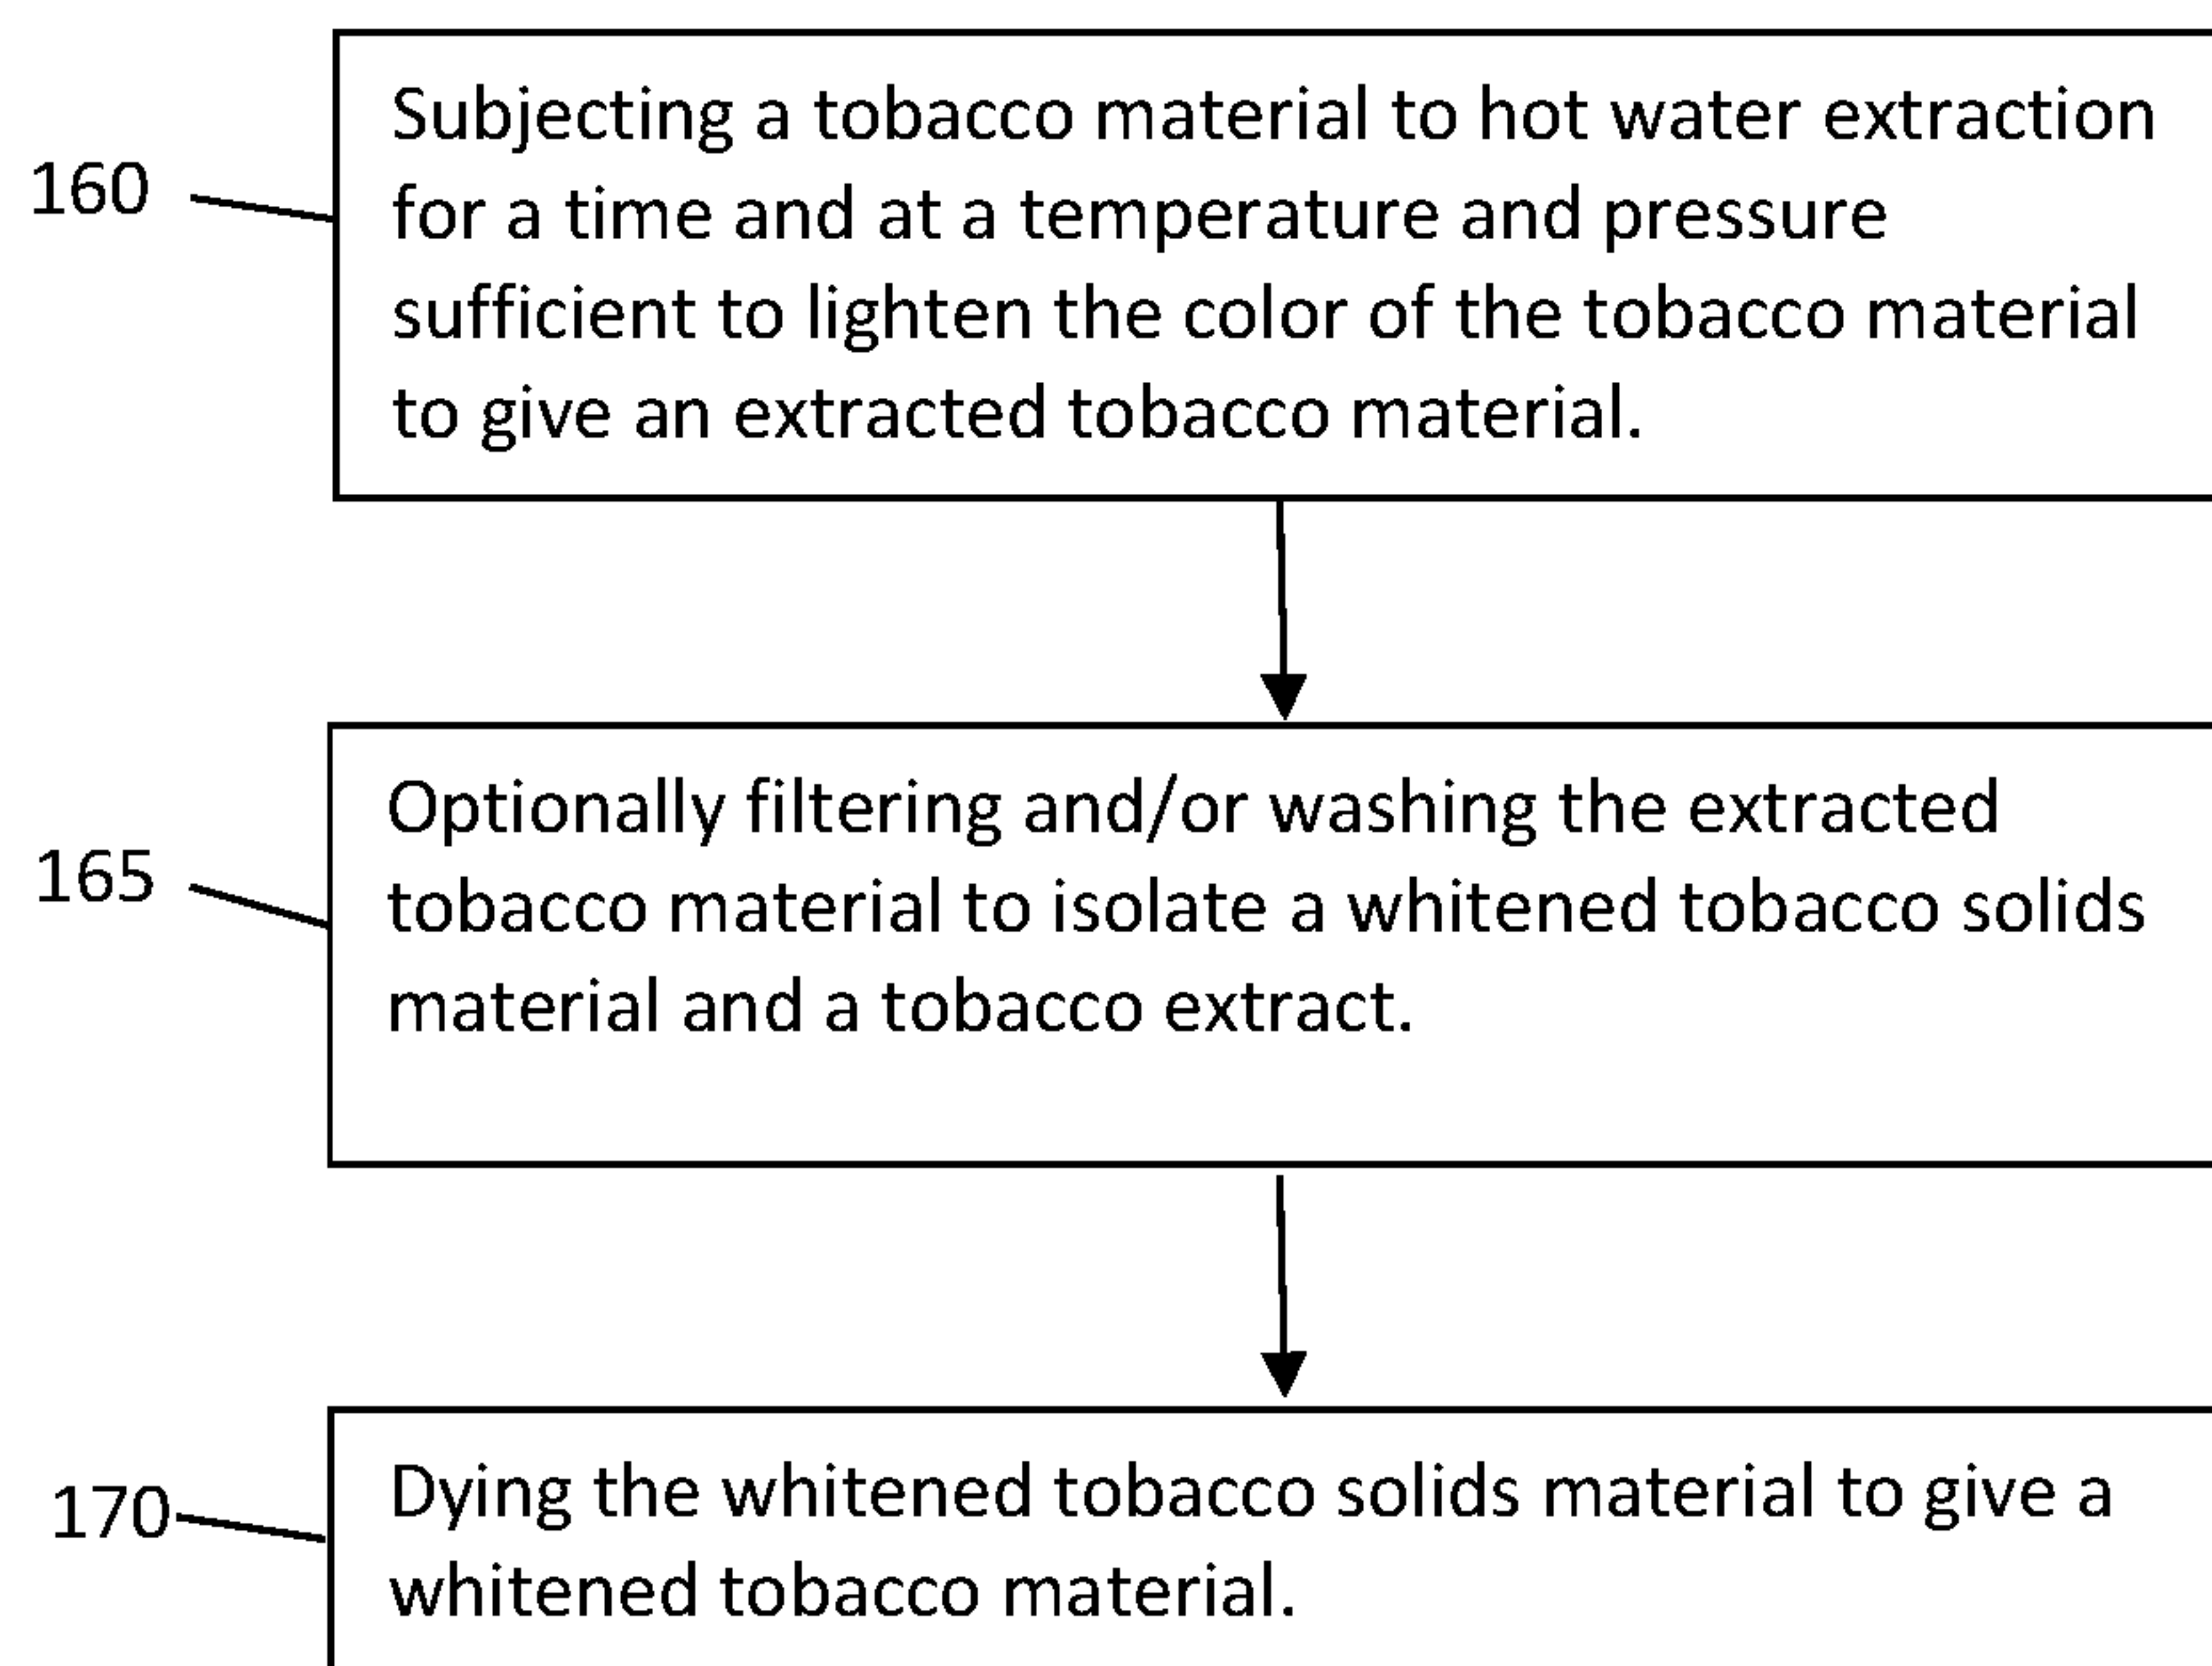 Subjecting a tobacco material to hot water extraction
160
for a time and at a temperature and pressure
sufficient to lighten the color of the tobacco material
to give an extracted tobacco material.
Optionally filtering and/or washing the extracted
165
tobacco material to isolate a whitened tobacco solids
material and a tobacco extract.
Dying the whitened tobacco solids material to give a
170
whitened tobacco material.